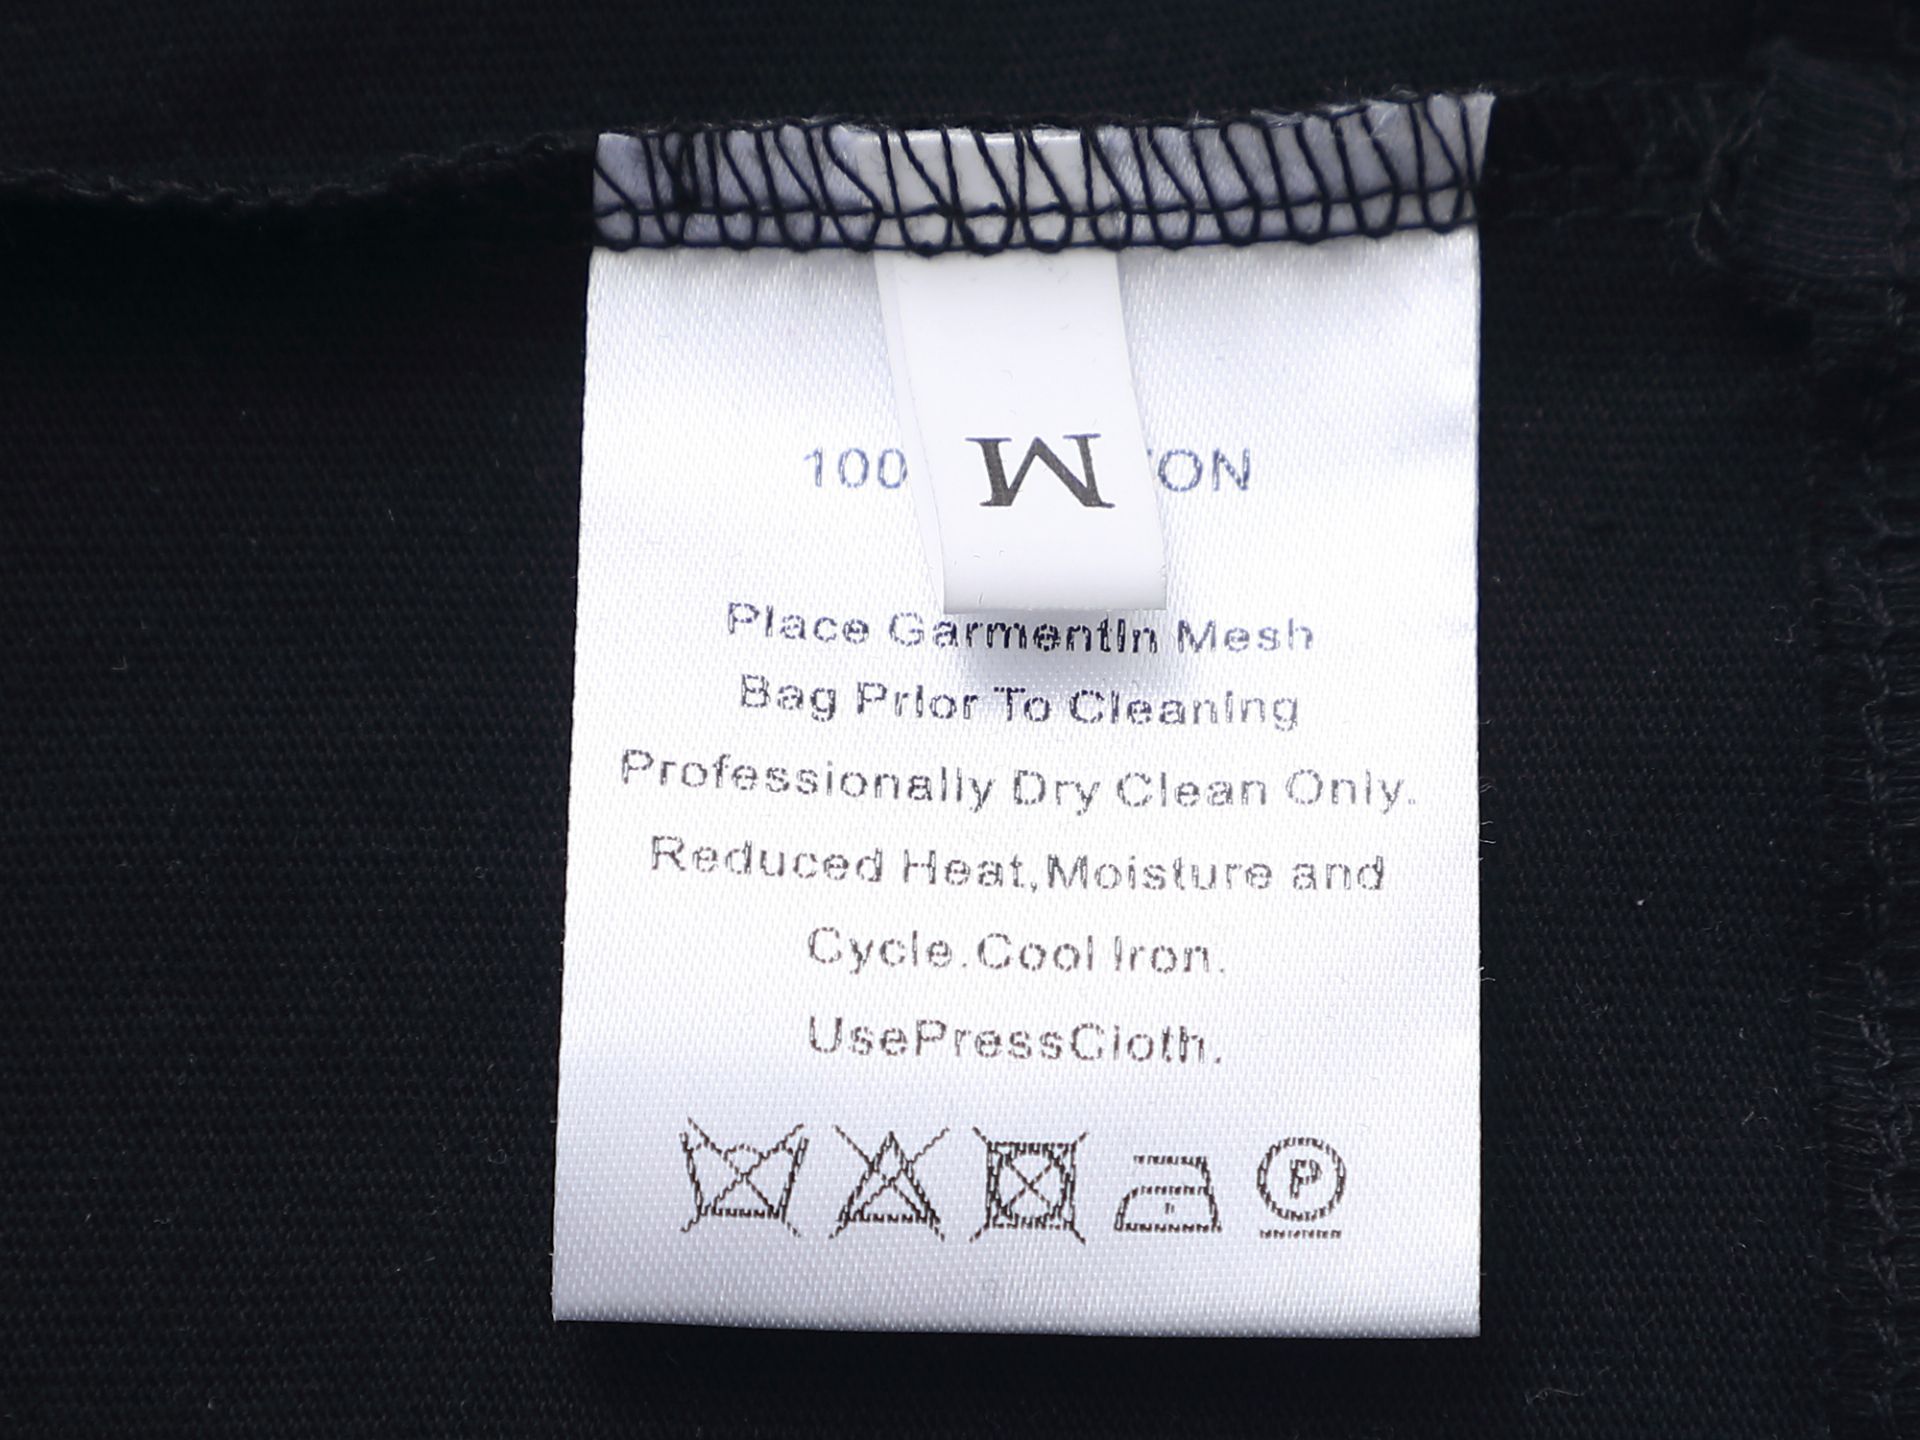 100 ON
M
Place GarmentIn Mesh
Bag Prior To Cleaning
Professionally Dry Clean Only.
Reduced Heat,Moisture and
Cycle.Cool Iron.
UsePressCloth.
P